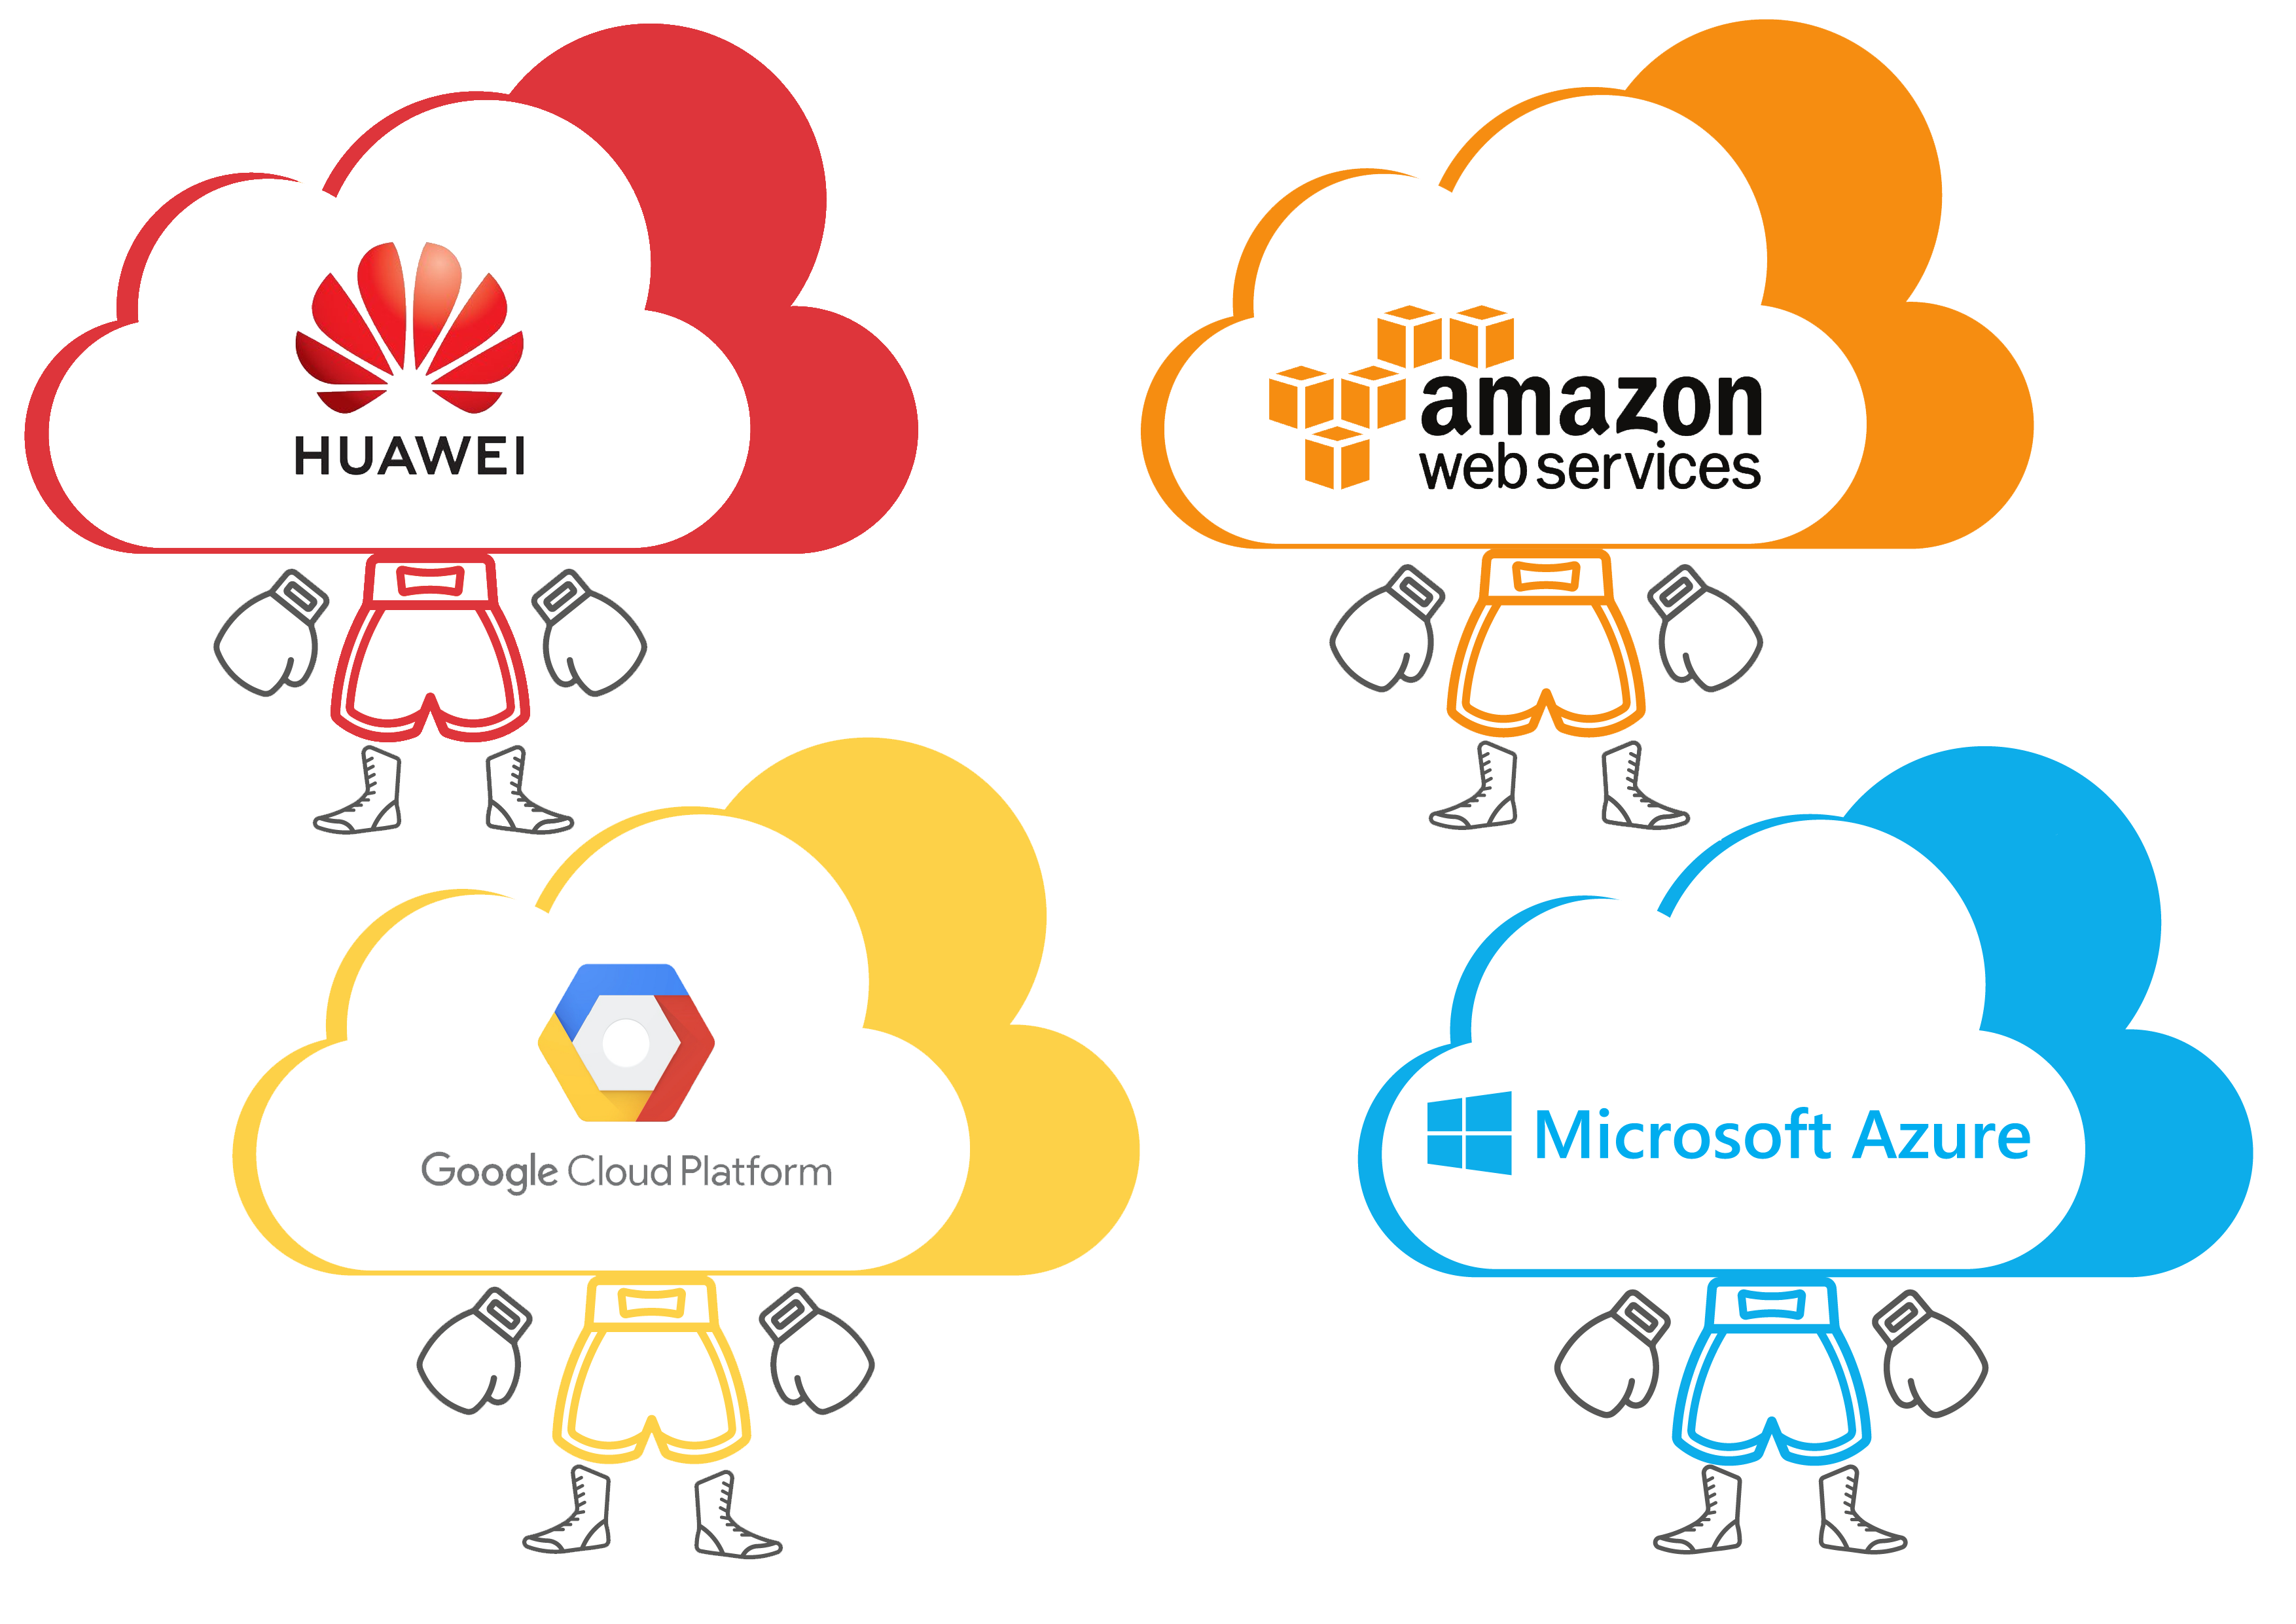 HUAWEI
amazon
web services
Google Cloud Platform
Microsoft Azure